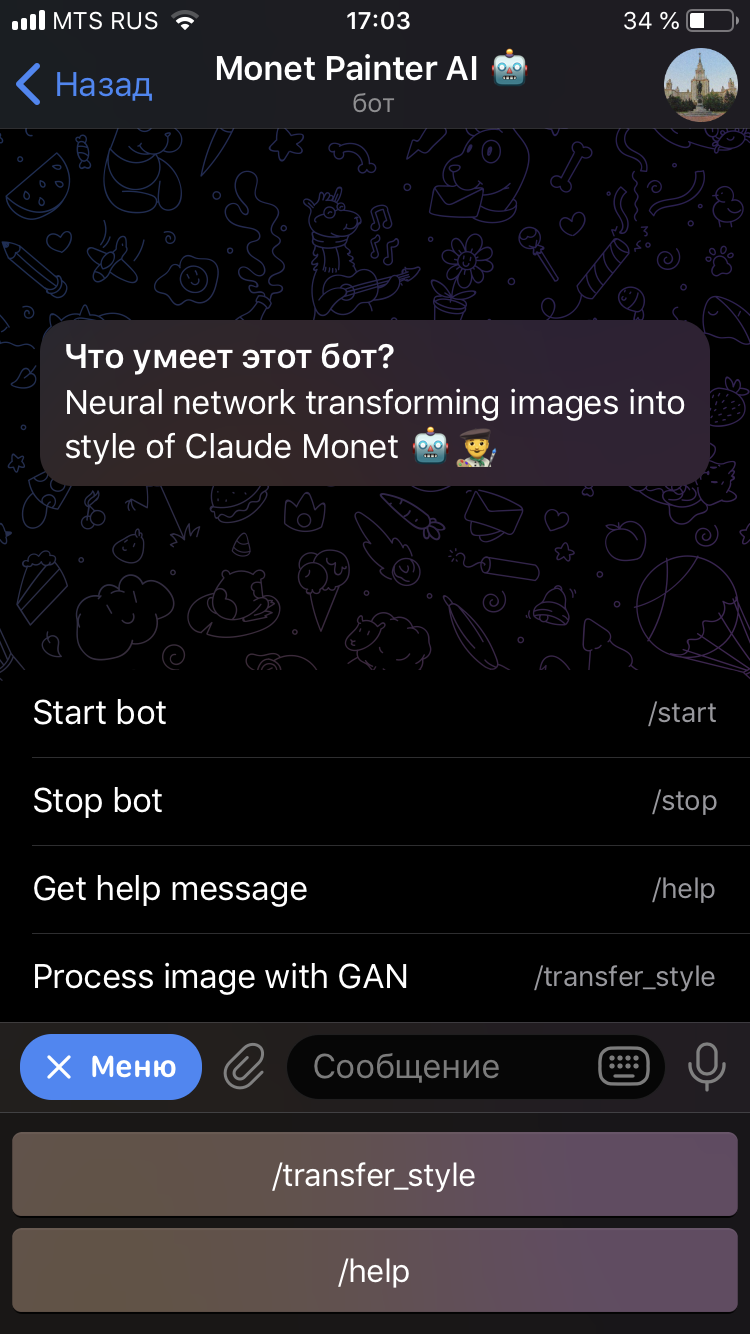 MTS RUS 17:03 34 %
Назад Monet Painter AI 🤖
бот
Что умеет этот бот?
Neural network transforming images into
style of Claude Monet 🤖 🧑‍🎨
Start bot /start
Stop bot /stop
Get help message /help
Process image with GAN /transfer_style
Меню Сообщение
/transfer_style
/help